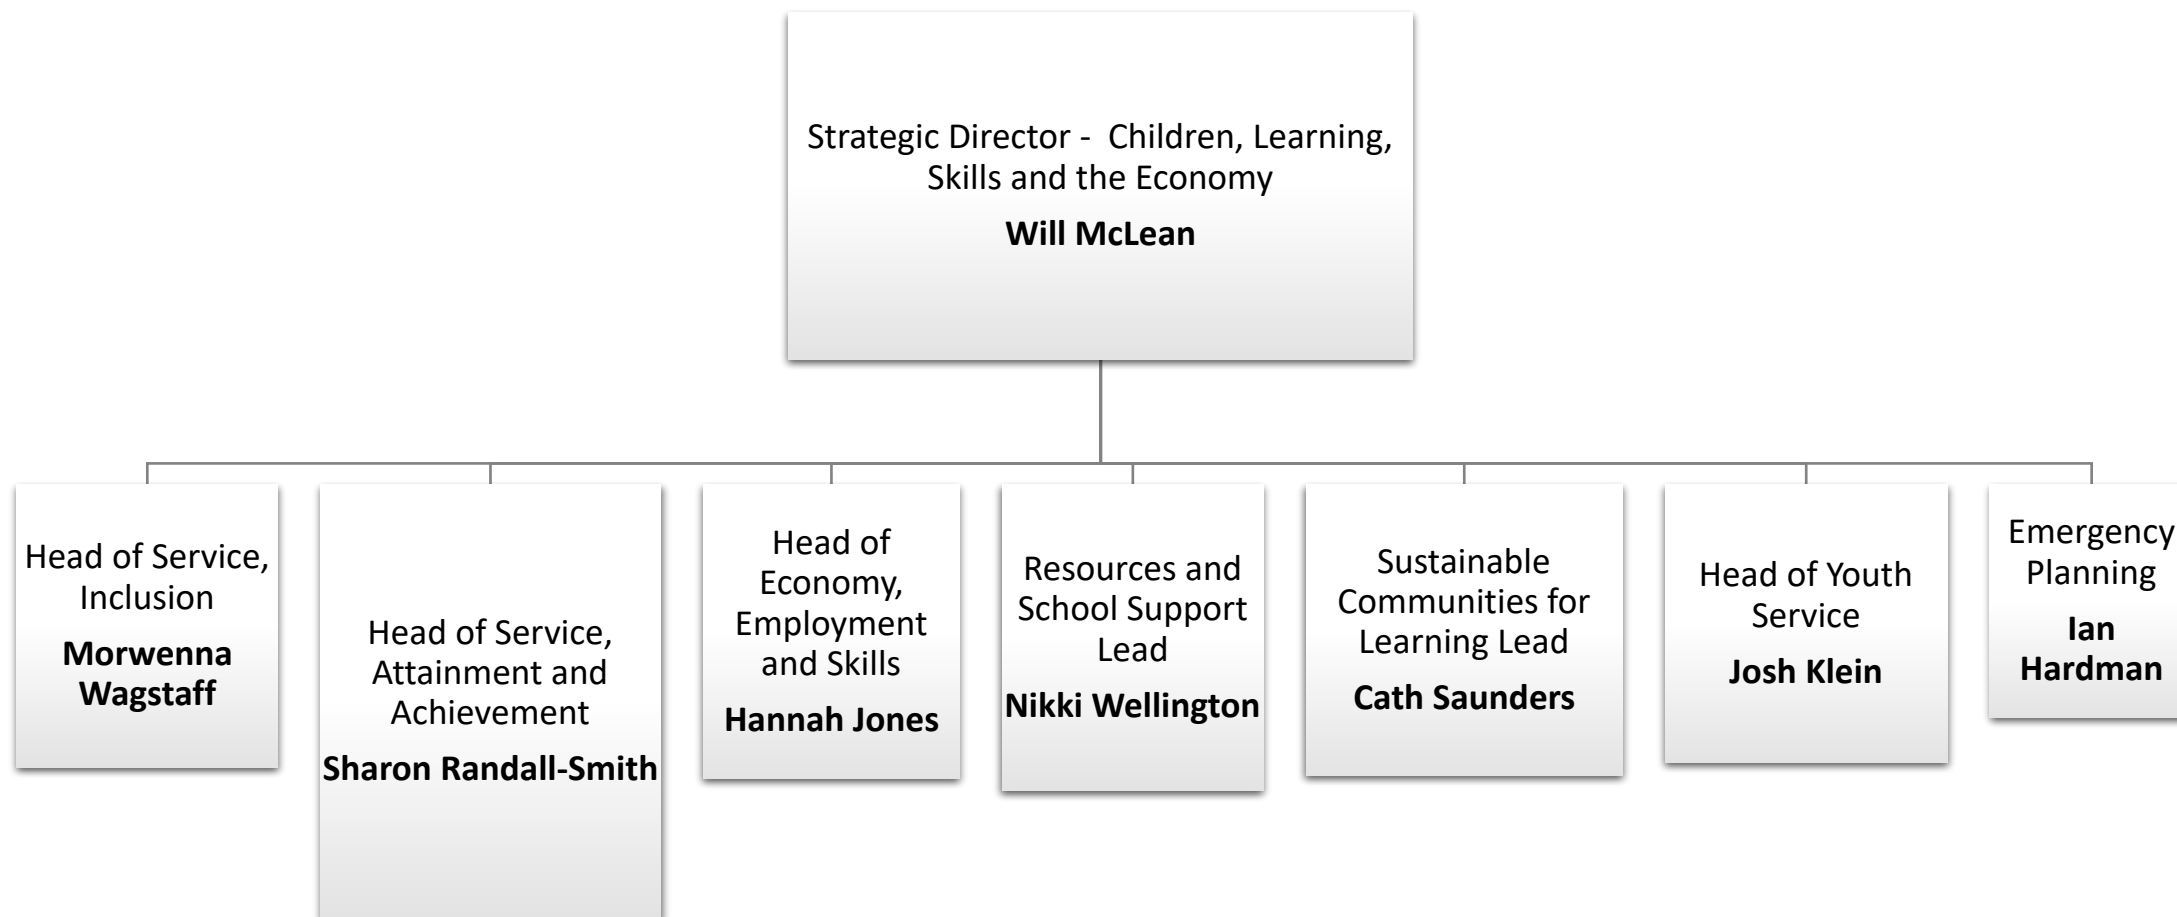 Strategic Director -  Children, Learning,
Skills and the Economy
Will McLean
Head of Service,
Inclusion
Morwenna
Wagstaff
Head of Service,
Attainment and
Achievement
Sharon Randall-Smith
Head of
Economy,
Employment
and Skills
Hannah Jones
Resources and
School Support
Lead
Nikki Wellington
Sustainable
Communities for
Learning Lead
Cath Saunders
Head of Youth
Service
Josh Klein
Emergency
Planning
Ian
Hardman